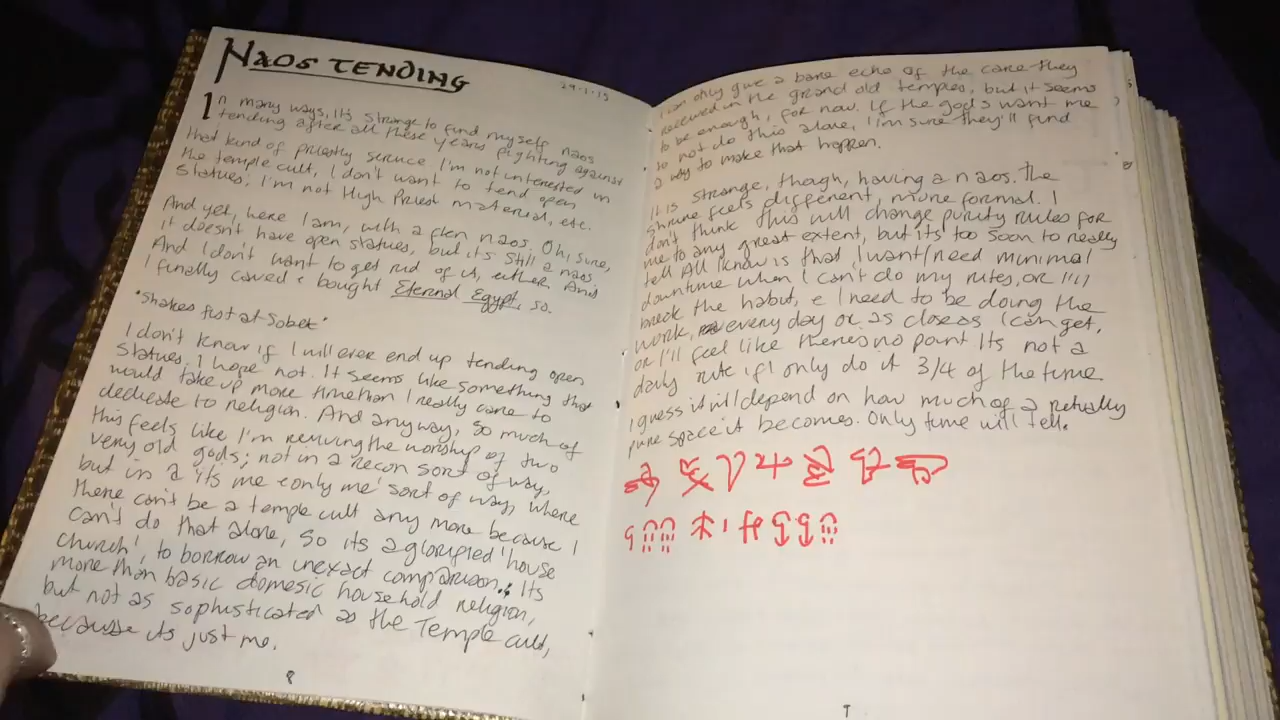 NAOS TENDING
29-1-15
In many ways, its strange to find myself naos
tending after all these years fighting against
that kind of priestly service. I'm not interested in
the temple cult, I don't want to tend open
statues, I'm not High Priest material, etc.
And yet, here I am, with a naos. Oh, sure,
it doesn't have open statues, but it's still a naos.
And I don't want to get rid of it, either. And
I finally caved & bought Eternal Egypt, so.
*shakes fist at Sobek*
I don't know if I will ever end up tending open
statues. I hope not. It seems like something that
would take up more time than I really care to
dedicate to religion. And anyway, so much of
this feels like I'm reviving the worship of two
very old gods; not in a recon sort of way,
but in a 'its me & only me' sort of way, where
there can't be a temple cult any more because I
can't do that alone, so its a glorified 'house
church', to borrow an unexact comparison. Its
more than basic domesic household religion,
but not as sophisticated as the Temple cult,
because its just me.
8
I can only give a bare echo of the care they
received in the grand old temples, but it seems
to be enough, for now. If the gods want me
to not do this alone, I'm sure they'll find
a way to make that happen.
It is strange, though, having a naos. The
shrine feels different, more formal. I
don't think this will change purity rules for
me to any great extent, but its too soon to really
tell. All I know is that I want/need minimal
downtime when I can't do my rites, or I'll
break the habit, & I need to be doing the
work, every day or as close as I can get,
or I'll feel like theres no point. Its not a
daily rite if I only do it 3/4 of the time.
I guess it will depend on how much of a ritually
pure space it becomes. Only time will tell.